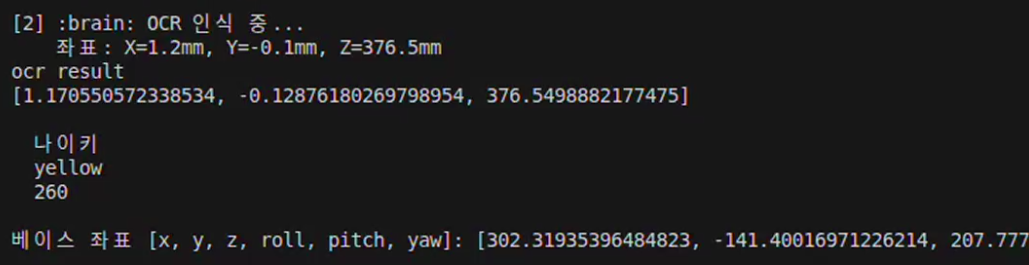 [2] :brain: OCR 인식 중...
좌표: X=1.2mm, Y=-0.1mm, Z=376.5mm
ocr result
[1.170550572338534, -0.12876180269798954, 376.5498882177475]
나이키
yellow
260
베이스 좌표 [x, y, z, roll, pitch, yaw]: [302.31935396484823, -141.40016971226214, 207.777